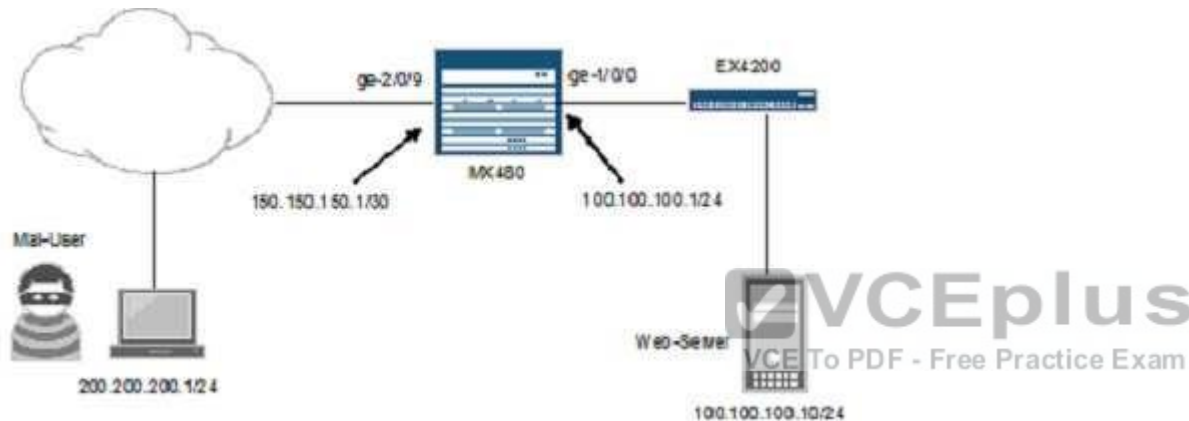 ge-2/0/9
ge-1/0/0
EX4200
MX480
150.150.150.1/30
100.100.100.1/24
Mal-User
200.200.200.1/24
Web-Server
100.100.100.10/24
VCEplus
VCE To PDF - Free Practice Exam